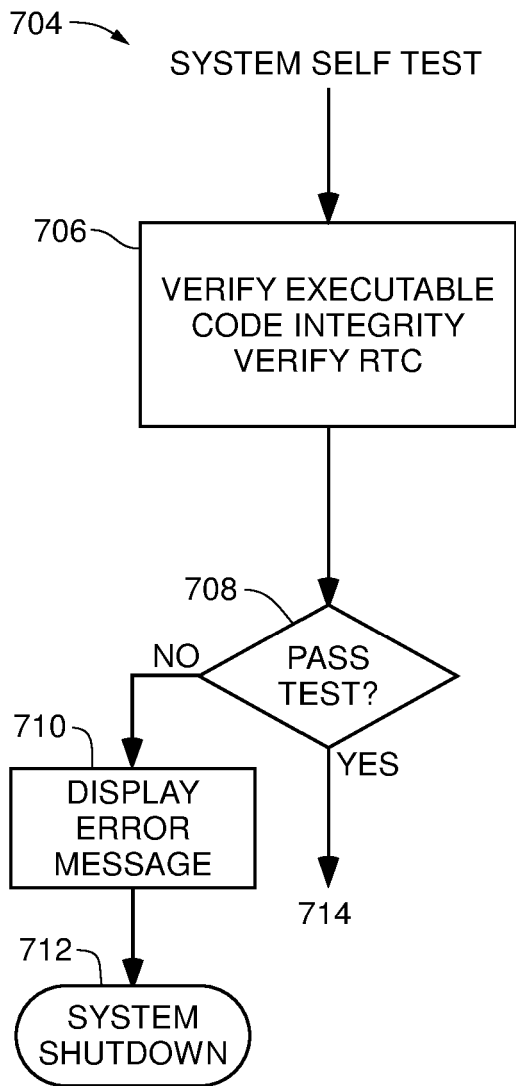 704
SYSTEM SELF TEST
706
VERIFY EXECUTABLE
CODE INTEGRITY
VERIFY RTC
708
NO
PASS
TEST?
YES
710
DISPLAY
ERROR
MESSAGE
714
712
SYSTEM
SHUTDOWN